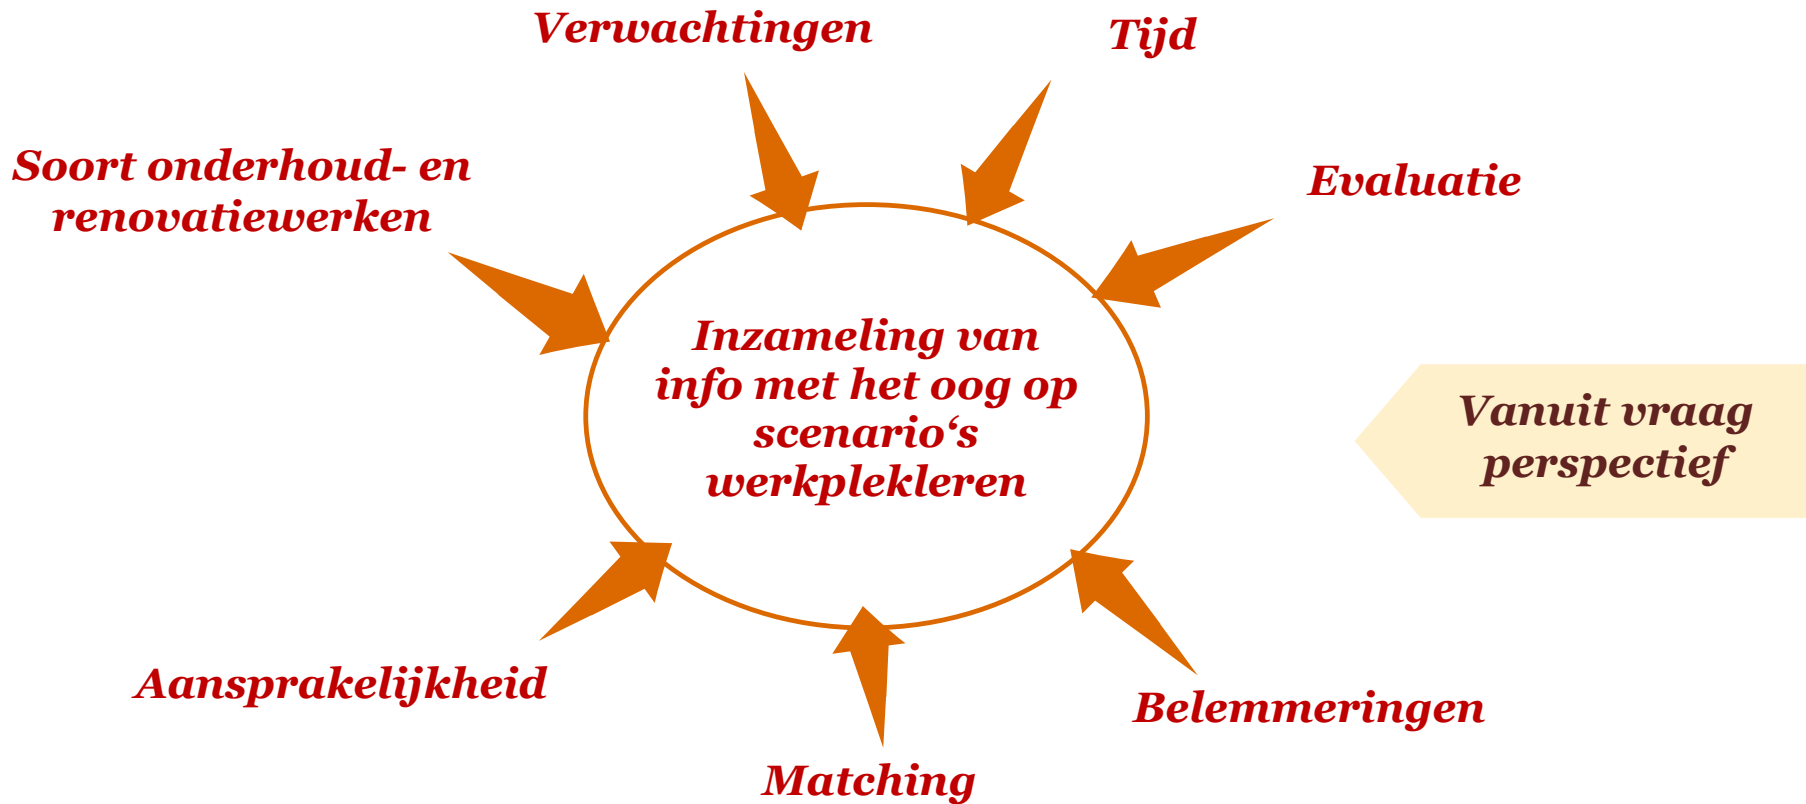 Verwachtingen
Tijd
Soort onderhoud- en
renovatiewerken
Evaluatie
Inzameling van
info met het oog op
scenario‘s
werkplekleren
Vanuit vraag
perspectief
Aansprakelijkheid
Belemmeringen
Matching